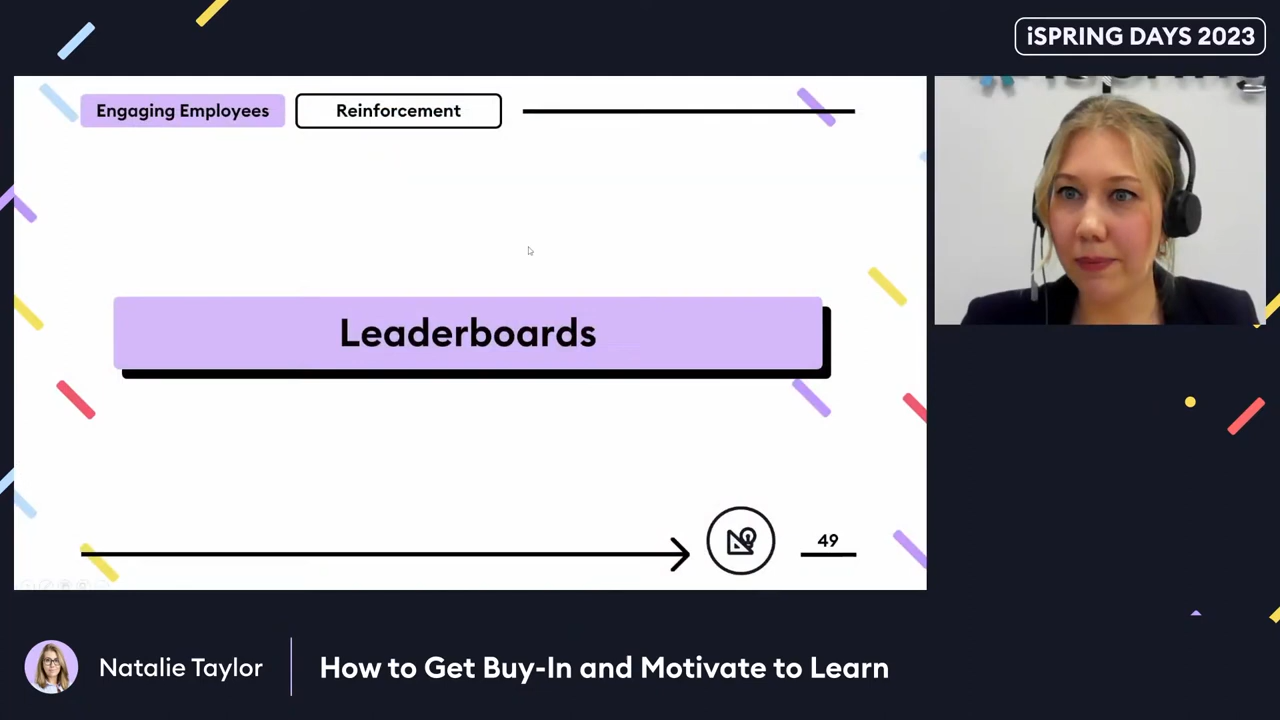 iSPRING DAYS 2023
Engaging Employees
Reinforcement
Leaderboards
49
Natalie Taylor
How to Get Buy-In and Motivate to Learn